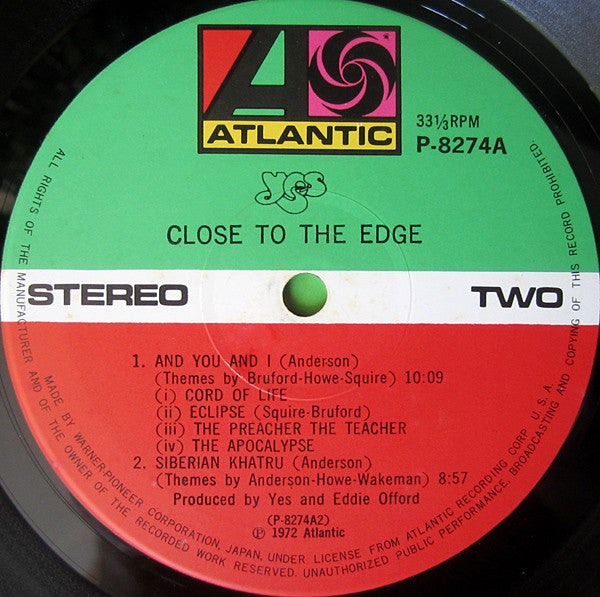 ATLANTIC
33⅓RPM
P-8274A
yes
CLOSE TO THE EDGE
STEREO
TWO
1. AND YOU AND I (Anderson)
(Themes by Bruford-Howe-Squire) 10:09
(i) CORD OF LIFE
(ii) ECLIPSE (Squire-Bruford)
(iii) THE PREACHER THE TEACHER
(iv) THE APOCALYPSE
2. SIBERIAN KHATRU (Anderson)
(Themes by Anderson-Howe-Wakeman) 8:57
Produced by Yes and Eddie Offord
(P-8274A2)
℗ 1972 Atlantic
MADE BY WARNER-PIONEER CORPORATION, JAPAN, UNDER LICENSE FROM ATLANTIC RECORDING CORP. U.S.A.
ALL RIGHTS OF THE MANUFACTURER AND OF THE OWNER OF THE RECORDED WORK RESERVED. UNAUTHORIZED PUBLIC PERFORMANCE, BROADCASTING AND COPYING OF THIS RECORD PROHIBITED.